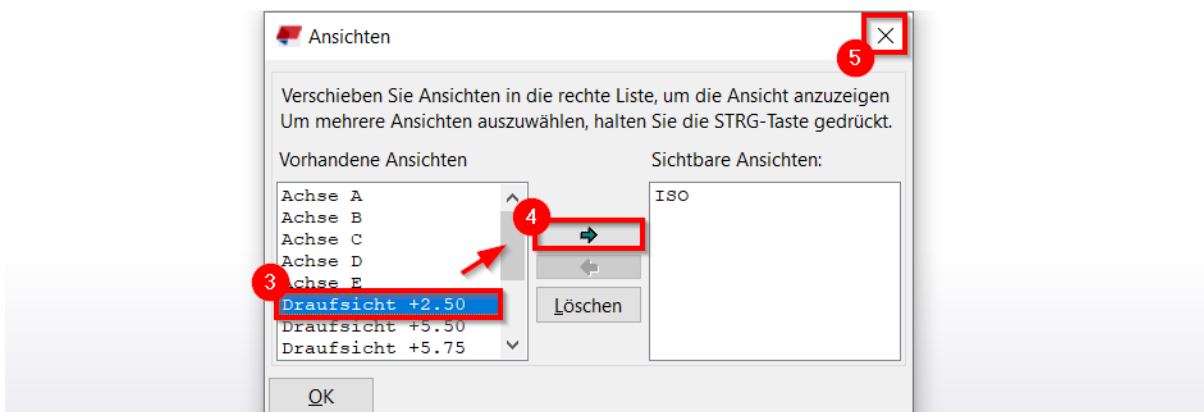 Ansichten
5
Verschieben Sie Ansichten in die rechte Liste, um die Ansicht anzuzeigen
Um mehrere Ansichten auszuwählen, halten Sie die STRG-Taste gedrückt.
Vorhandene Ansichten
Sichtbare Ansichten:
Achse A
Achse B
Achse C
Achse D
Achse E
Draufsicht +2.50
Draufsicht +5.50
Draufsicht +5.75
3
4
Löschen
ISO
OK